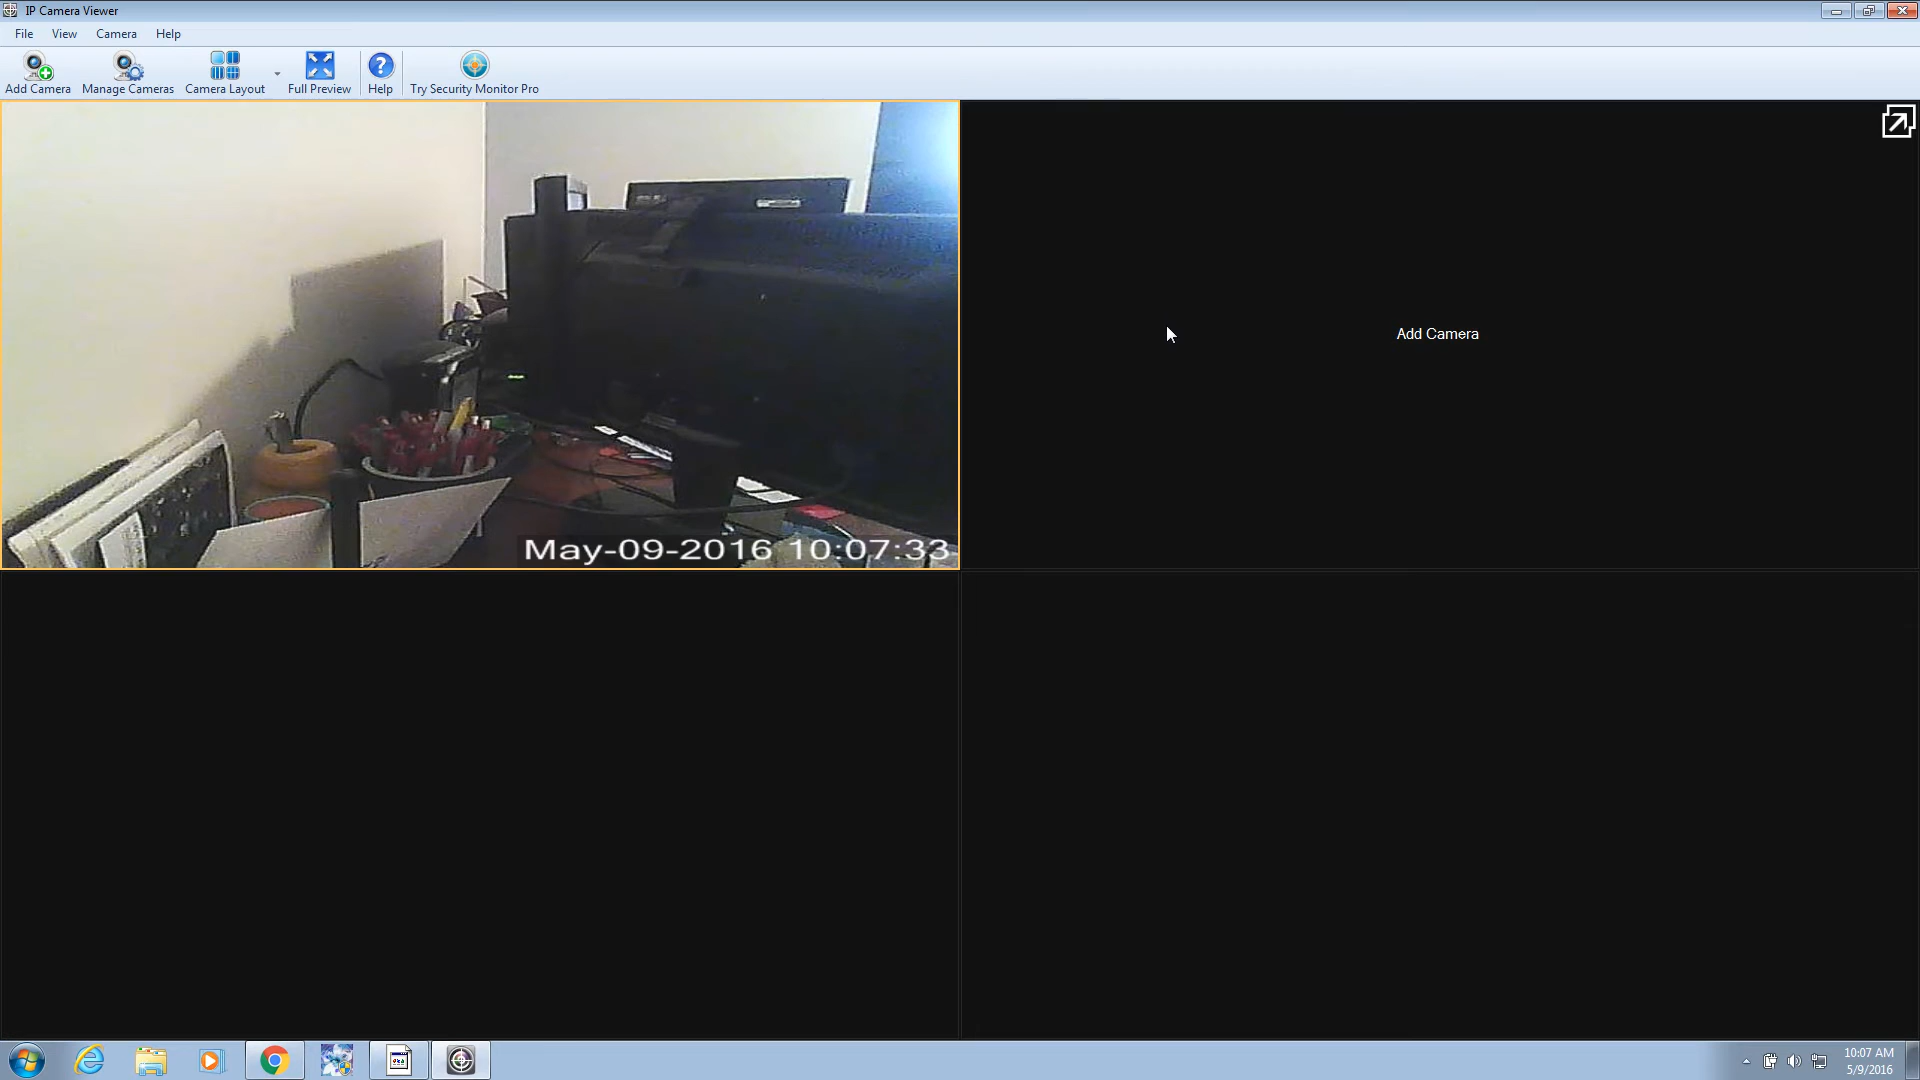 IP Camera Viewer
File View Camera Help
Add Camera Manage Cameras Camera Layout Full Preview Help Try Security Monitor Pro
Add Camera
May-09-2016 10:07:33
10:07 AM
5/9/2016